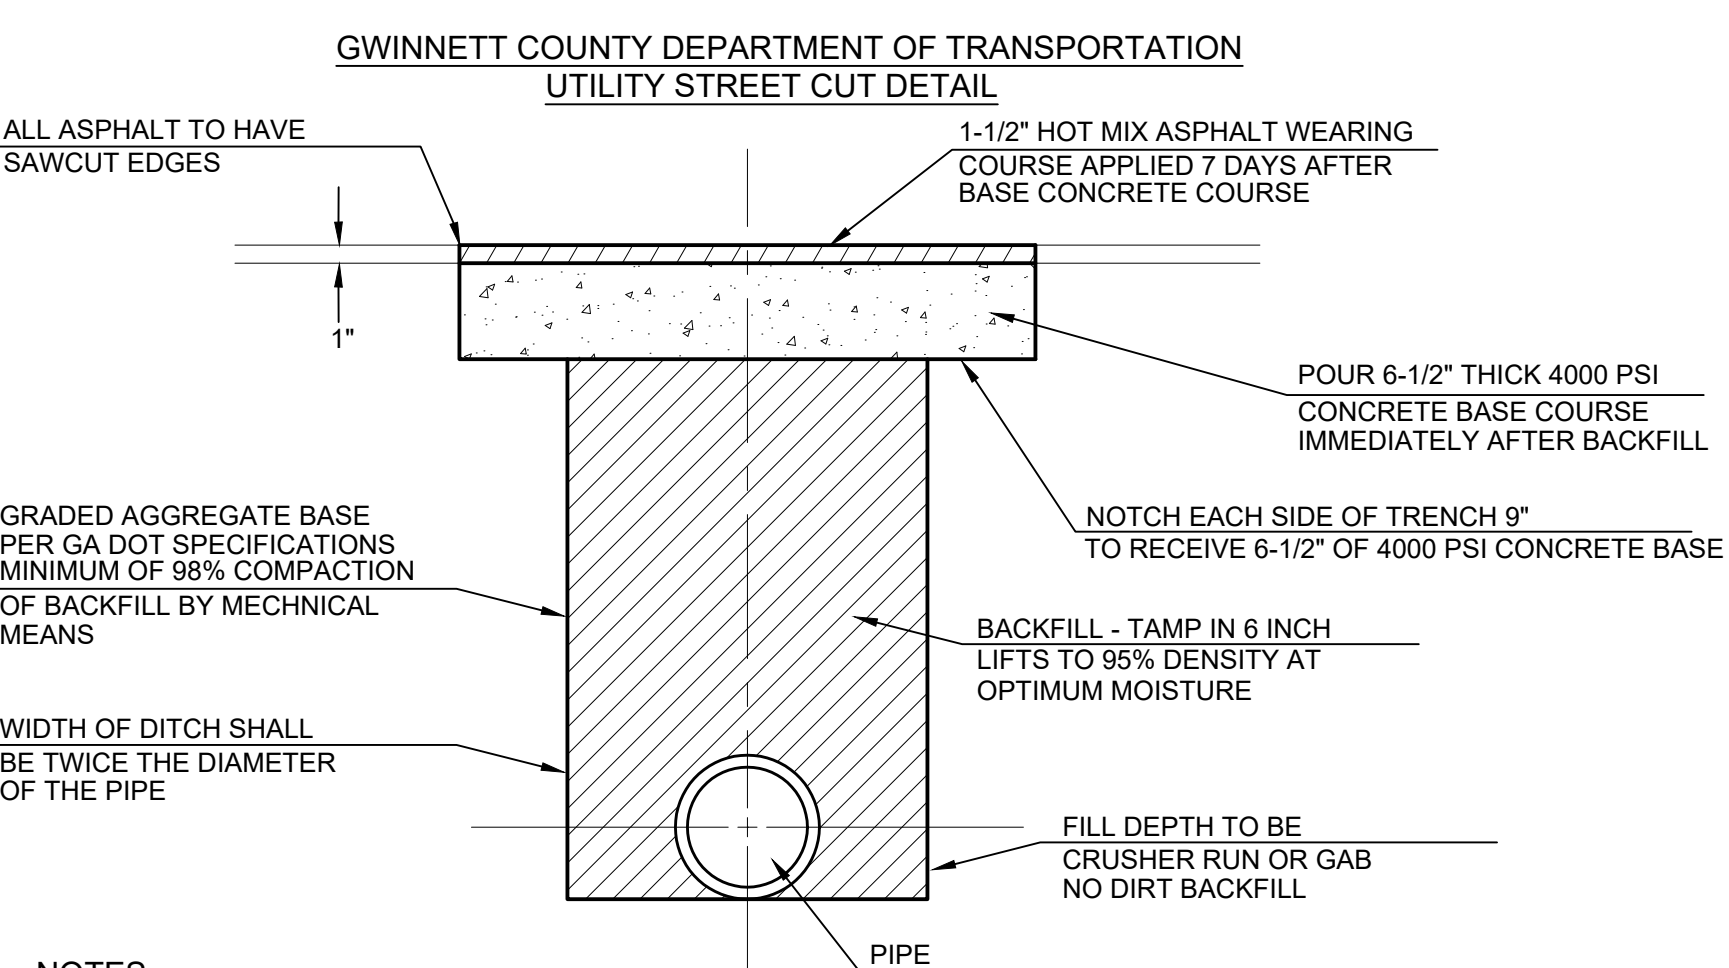 GWINNETT COUNTY DEPARTMENT OF TRANSPORTATION
UTILITY STREET CUT DETAIL
ALL ASPHALT TO HAVE
SAWCUT EDGES
1-1/2" HOT MIX ASPHALT WEARING
COURSE APPLIED 7 DAYS AFTER
BASE CONCRETE COURSE
1"
POUR 6-1/2" THICK 4000 PSI
CONCRETE BASE COURSE
IMMEDIATELY AFTER BACKFILL
NOTCH EACH SIDE OF TRENCH 9"
TO RECEIVE 6-1/2" OF 4000 PSI CONCRETE BASE
GRADED AGGREGATE BASE
PER GA DOT SPECIFICATIONS
MINIMUM OF 98% COMPACTION
OF BACKFILL BY MECHNICAL
MEANS
BACKFILL - TAMP IN 6 INCH
LIFTS TO 95% DENSITY AT
OPTIMUM MOISTURE
WIDTH OF DITCH SHALL
BE TWICE THE DIAMETER
OF THE PIPE
FILL DEPTH TO BE
CRUSHER RUN OR GAB
NO DIRT BACKFILL
PIPE
NOTES